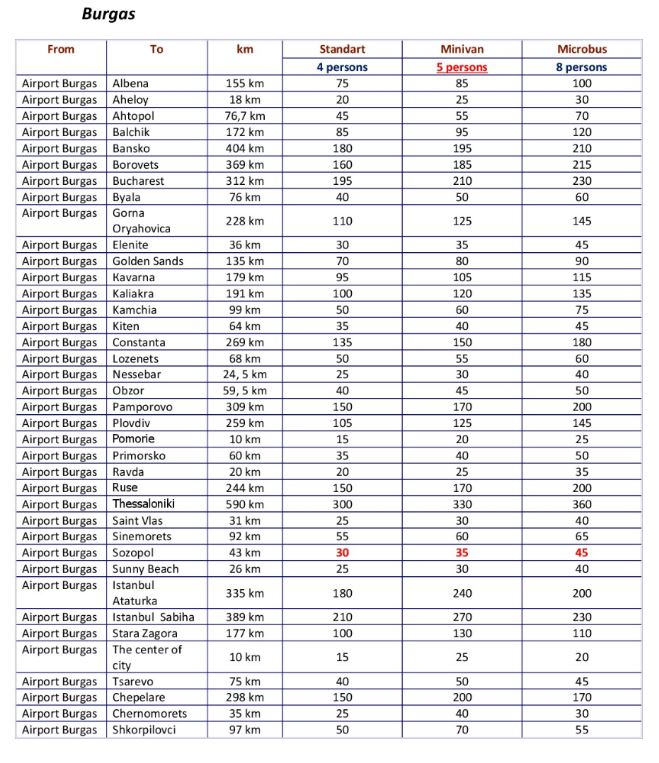 Burgas
From To km Standart Minivan Microbus
4 persons 5 persons 8 persons
Airport Burgas Albena 155 km 75 85 100
Airport Burgas Aheloy 18 km 20 25 30
Airport Burgas Ahtopol 76,7 km 45 55 70
Airport Burgas Balchik 172 km 85 95 120
Airport Burgas Bansko 404 km 180 195 210
Airport Burgas Borovets 369 km 160 185 215
Airport Burgas Bucharest 312 km 195 210 230
Airport Burgas Byala 76 km 40 50 60
Airport Burgas Gorna
Oryahovica 228 km 110 125 145
Airport Burgas Elenite 36 km 30 35 45
Airport Burgas Golden Sands 135 km 70 80 90
Airport Burgas Kavarna 179 km 95 105 115
Airport Burgas Kaliakra 191 km 100 120 135
Airport Burgas Kamchia 99 km 50 60 75
Airport Burgas Kiten 64 km 35 40 45
Airport Burgas Constanta 269 km 135 150 180
Airport Burgas Lozenets 68 km 50 55 60
Airport Burgas Nessebar 24, 5 km 25 30 40
Airport Burgas Obzor 59, 5 km 40 45 50
Airport Burgas Pamporovo 309 km 150 170 200
Airport Burgas Plovdiv 259 km 105 125 145
Airport Burgas Pomorie 10 km 15 20 25
Airport Burgas Primorsko 60 km 35 40 50
Airport Burgas Ravda 20 km 20 25 35
Airport Burgas Ruse 244 km 150 170 200
Airport Burgas Thessaloniki 590 km 300 330 360
Airport Burgas Saint Vlas 31 km 25 30 40
Airport Burgas Sinemorets 92 km 55 60 65
Airport Burgas Sozopol 43 km 30 35 45
Airport Burgas Sunny Beach 26 km 25 30 40
Airport Burgas Istanbul
Ataturka 335 km 180 240 200
Airport Burgas Istanbul Sabiha 389 km 210 270 230
Airport Burgas Stara Zagora 177 km 100 130 110
Airport Burgas The center of
city 10 km 15 25 20
Airport Burgas Tsarevo 75 km 40 50 45
Airport Burgas Chepelare 298 km 150 200 170
Airport Burgas Chernomorets 35 km 25 40 30
Airport Burgas Shkorpilovci 97 km 50 70 55